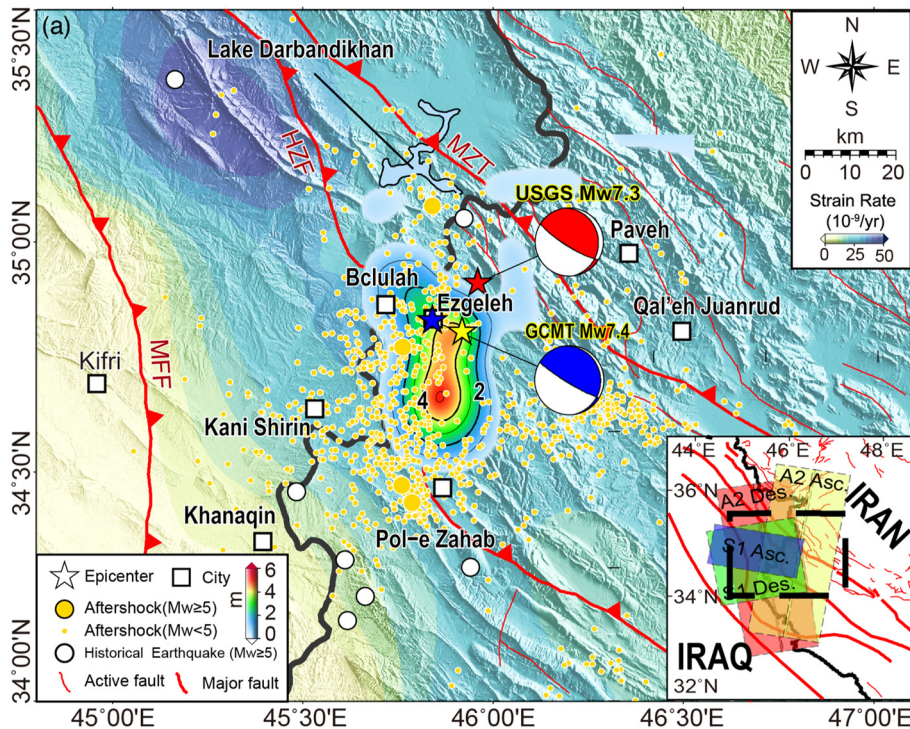 (a)
Lake Darbandikhan
HZF
MZT
MFF
USGS Mw7.3
Paveh
Bclulah
Ezgeleh
Qal'eh Juanrud
GCMT Mw7.4
Kifri
4
2
Kani Shirin
Khanaqin
Pol-e Zahab
N
W
E
S
km
0 10 20
Strain Rate
(10⁻⁹/yr)
0 25 50
Epicenter
City
Aftershock(Mw≥5)
Aftershock(Mw<5)
Historical Earthquake (Mw≥5)
Active fault
Major fault
m
6
4
2
0
44°E 46°E 48°E
36°N
34°N
32°N
A2 Asc.
A2 Des.
S1 Asc.
S1 Des.
IRAN
IRAQ
35°30'N
35°00'N
34°30'N
34°00'N
45°00'E 45°30'E 46°00'E 46°30'E 47°00'E